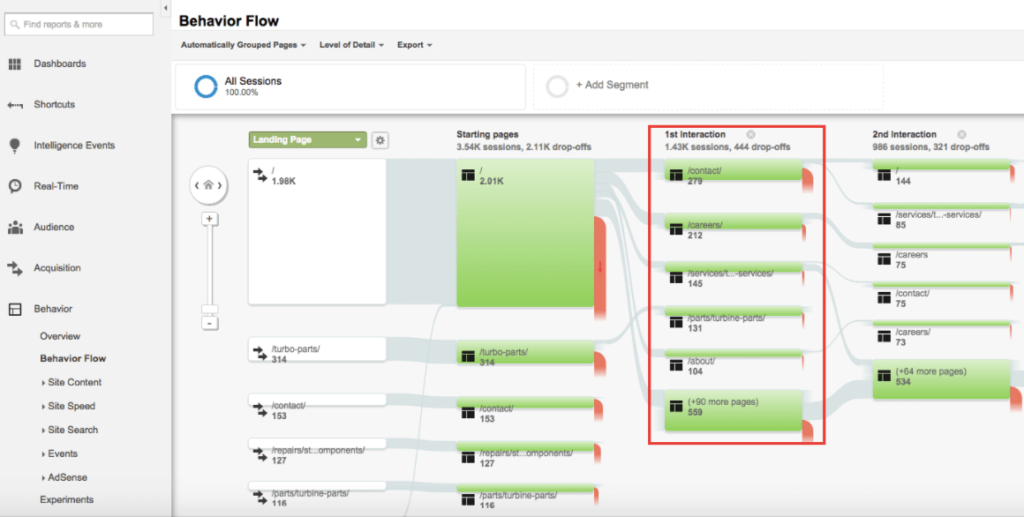 Find reports & more
Dashboards
Shortcuts
Intelligence Events
Real-Time
Audience
Acquisition
Behavior
Overview
Behavior Flow
Site Content
Site Speed
Site Search
Events
AdSense
Experiments
Behavior Flow
Automatically Grouped Pages Level of Detail Export
All Sessions
100.00%
+ Add Segment
Landing Page
/
1.98K
/turbo-parts/
314
/contact/
153
/repairs/st...omponents/
127
/parts/turbine-parts/
116
Starting pages
3.54K sessions, 2.11K drop-offs
/
2.01K
/turbo-parts/
314
/contact/
153
/repairs/st...omponents/
127
/parts/turbine-parts/
116
1st Interaction
1.43K sessions, 444 drop-offs
/contact/
279
/careers/
212
/services/t...-services/
145
/parts/turbine-parts/
131
/about/
104
(+90 more pages)
559
2nd Interaction
986 sessions, 321 drop-offs
/
144
/services/t...-services/
85
/careers
75
/contact/
75
/careers/
73
(+64 more pages)
534
+
-